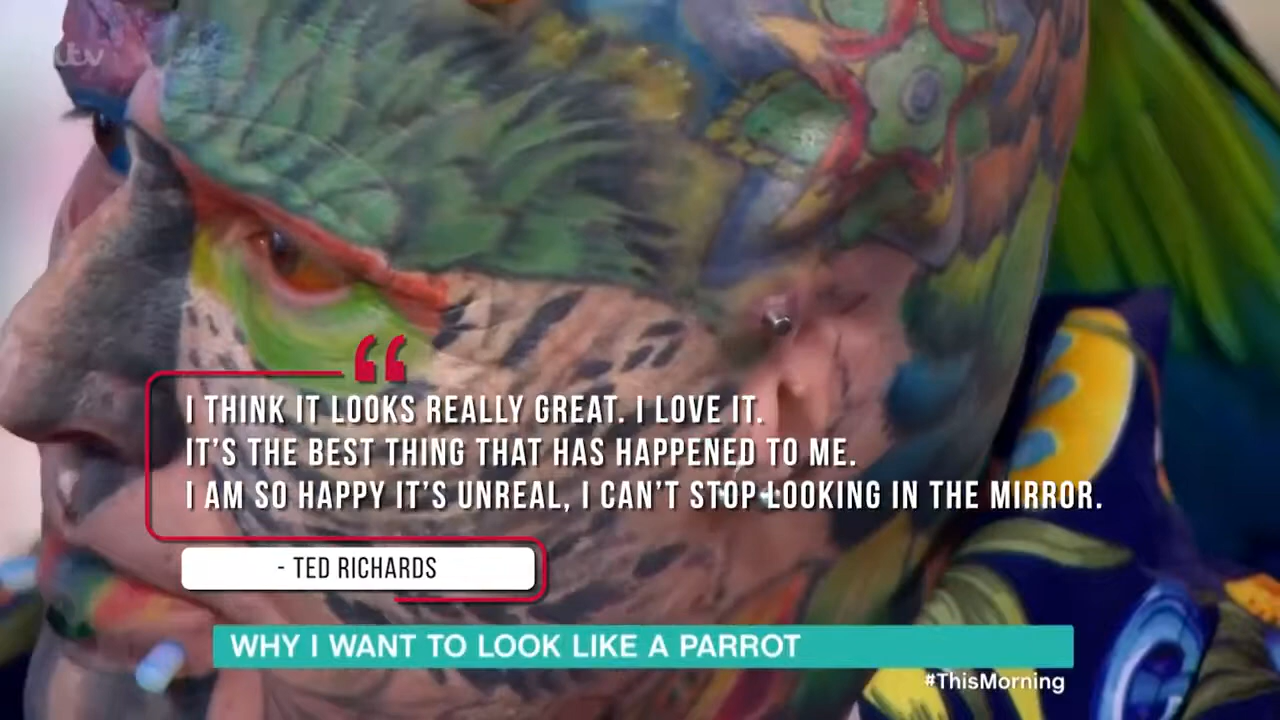 itv
I THINK IT LOOKS REALLY GREAT. I LOVE IT.
IT'S THE BEST THING THAT HAS HAPPENED TO ME.
I AM SO HAPPY IT'S UNREAL, I CAN'T STOP LOOKING IN THE MIRROR.
- TED RICHARDS
WHY I WANT TO LOOK LIKE A PARROT
#ThisMorning